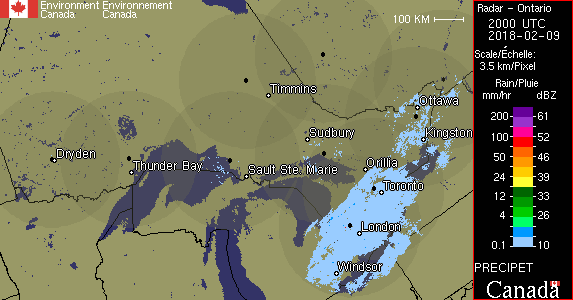 Environment Environnement
Canada Canada
100 KM
Timmins
Ottawa
Sudbury
Kingston
Dryden
Thunder Bay
Sault Ste. Marie
Orillia
Toronto
London
Windsor
Radar - Ontario
2000 UTC
2018-02-09
Scale/Échelle:
3.5 km/Pixel
Rain/Pluie
mm/hr dBZ
200 61
100 52
50 46
24 39
12 33
4 26
0.1 10
PRECIPET
Canada